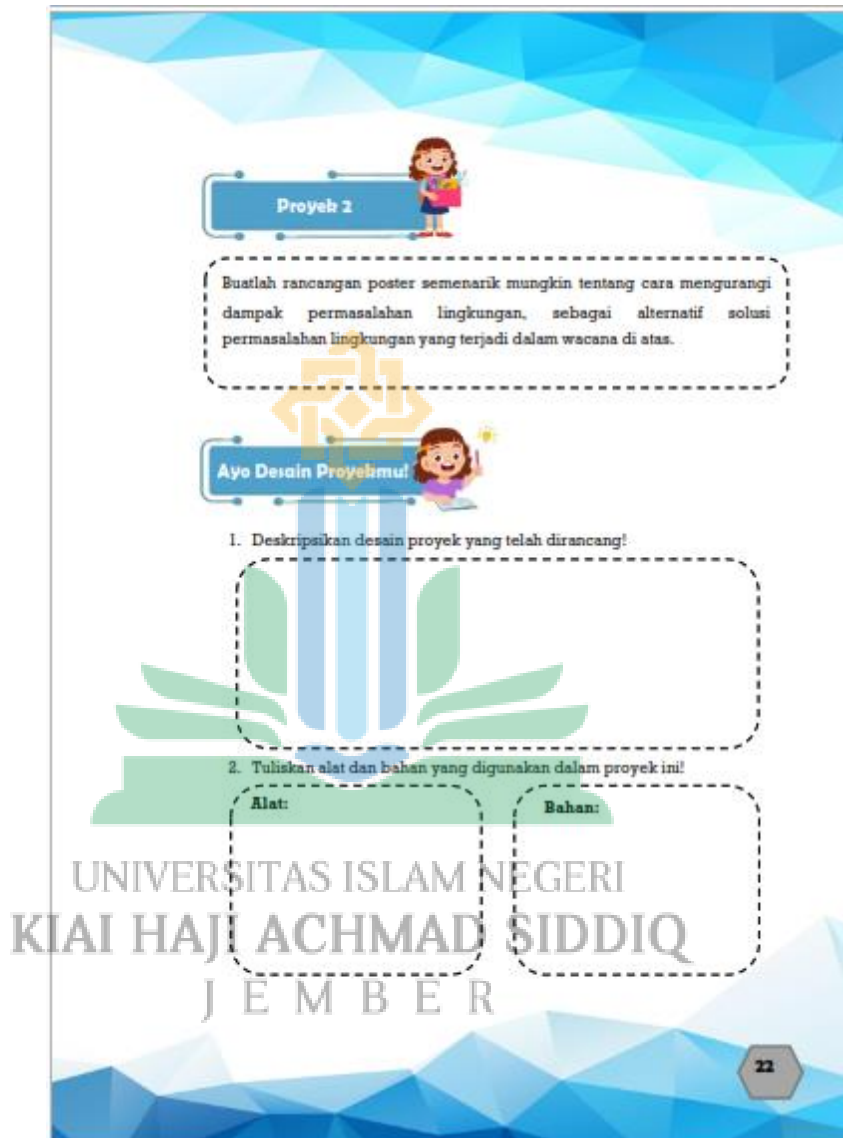 Proyek 2
Buatlah rancangan poster semenarik mungkin tentang cara mengurangi
dampak permasalahan lingkungan, sebagai alternatif solusi
permasalahan lingkungan yang terjadi dalam wacana di atas.
Ayo Desain Proyekmu!
1. Deskripsikan desain proyek yang telah dirancang!
2. Tuliskan alat dan bahan yang digunakan dalam proyek ini!
Alat:
Bahan:
UNIVERSITAS ISLAM NEGERI
KIAI HAJI ACHMAD SIDDIQ
JEMBER
22